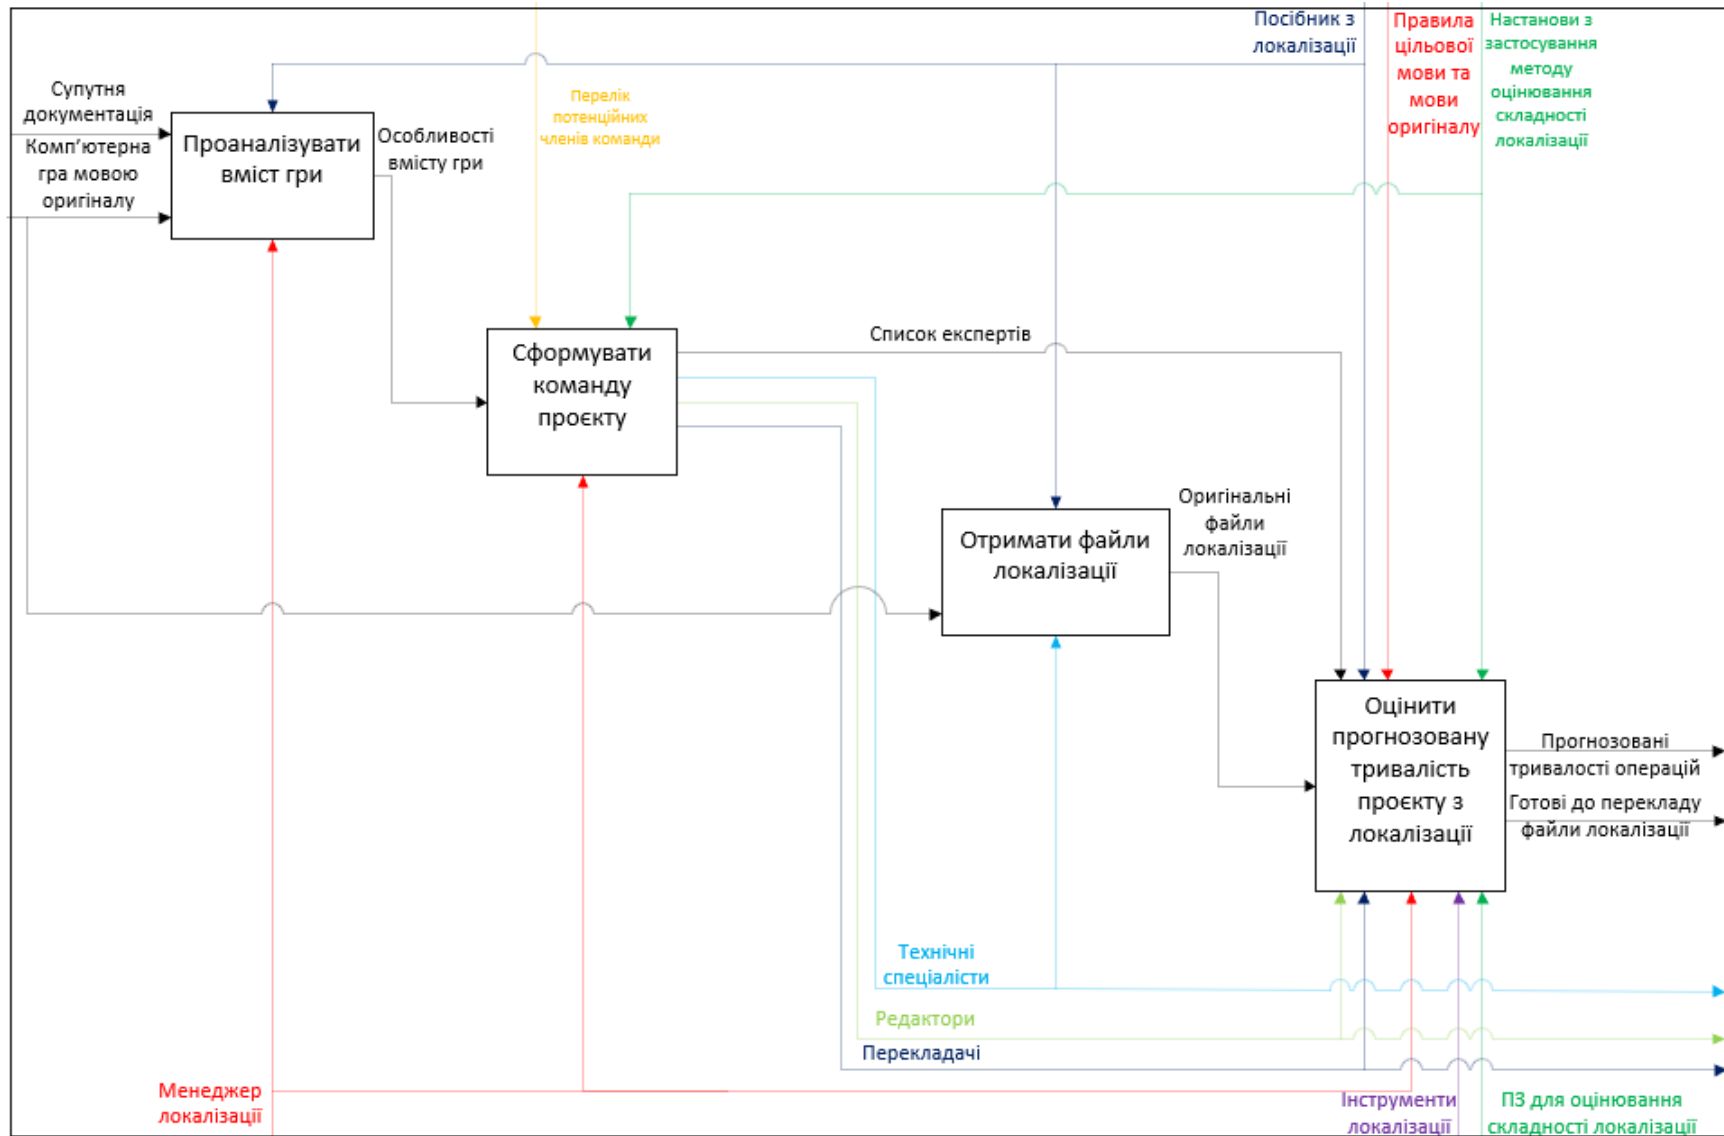 Посібник з
локалізації
Правила
цільової
мови та
мови
оригіналу
Настанови з
застосування
методу
оцінювання
складності
локалізації
Супутня
документація
Комп’ютерна
гра мовою
оригіналу
Проаналізувати
вміст гри
Особливості
вмісту гри
Перелік
потенційних
членів команди
Сформувати
команду
проєкту
Список експертів
Отримати файли
локалізації
Оригінальні
файли
локалізації
Оцінити
прогнозовану
тривалість
проєкту з
локалізації
Прогнозовані
тривалості операцій
Готові до перекладу
файли локалізації
Технічні
спеціалісти
Редактори
Перекладачі
Менеджер
локалізації
Інструменти
локалізації
ПЗ для оцінювання
складності локалізації